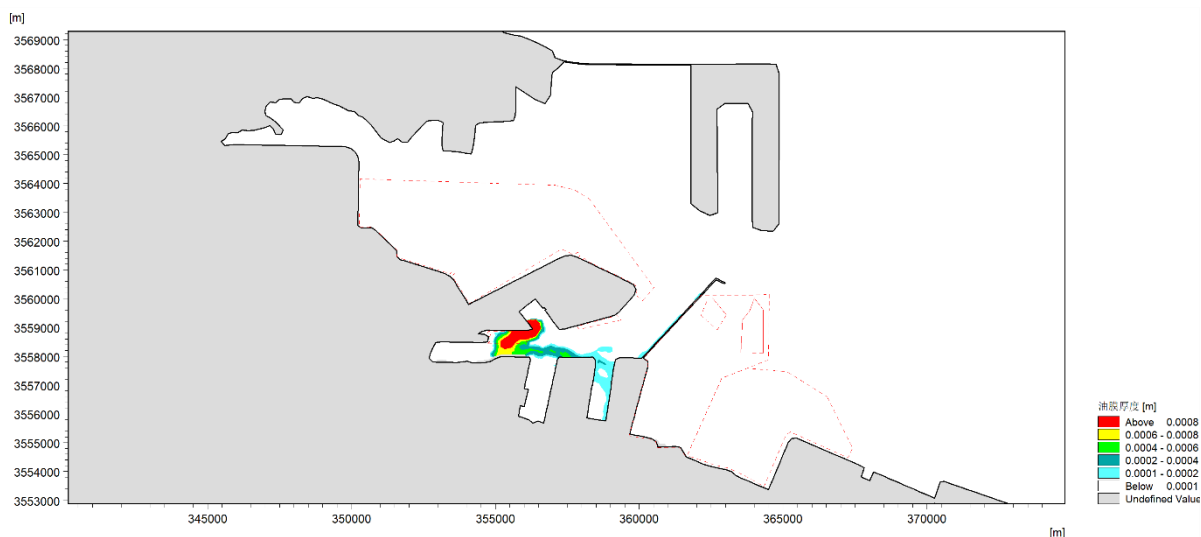 [m]
3569000
3568000
3567000
3566000
3565000
3564000
3563000
3562000
3561000
3560000
3559000
3558000
3557000
3556000
3555000
3554000
3553000
345000 350000 355000 360000 365000 370000
[m]
油膜厚度 [m]
Above 0.0008
0.0006 - 0.0008
0.0004 - 0.0006
0.0002 - 0.0004
0.0001 - 0.0002
Below 0.0001
Undefined Value